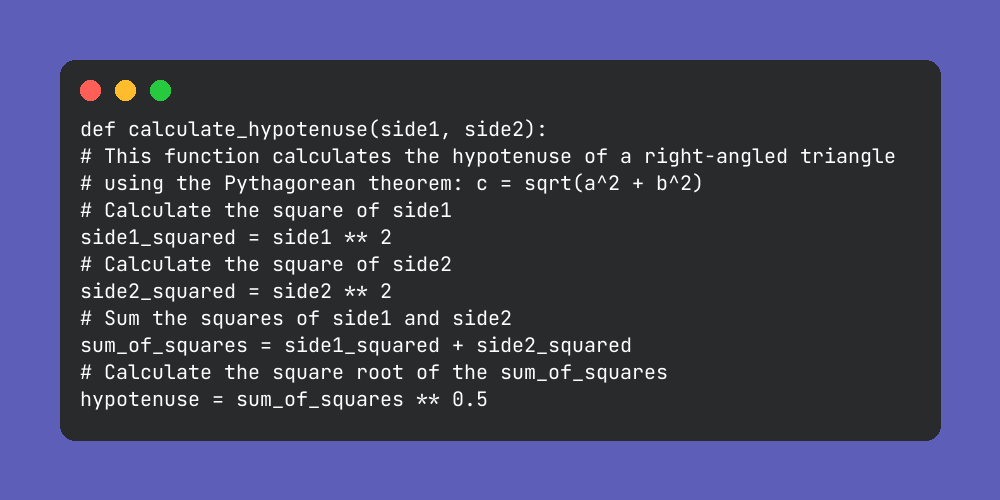 def calculate_hypotenuse(side1, side2):
# This function calculates the hypotenuse of a right-angled triangle
# using the Pythagorean theorem: c = sqrt(a^2 + b^2)
# Calculate the square of side1
side1_squared = side1 ** 2
# Calculate the square of side2
side2_squared = side2 ** 2
# Sum the squares of side1 and side2
sum_of_squares = side1_squared + side2_squared
# Calculate the square root of the sum_of_squares
hypotenuse = sum_of_squares ** 0.5